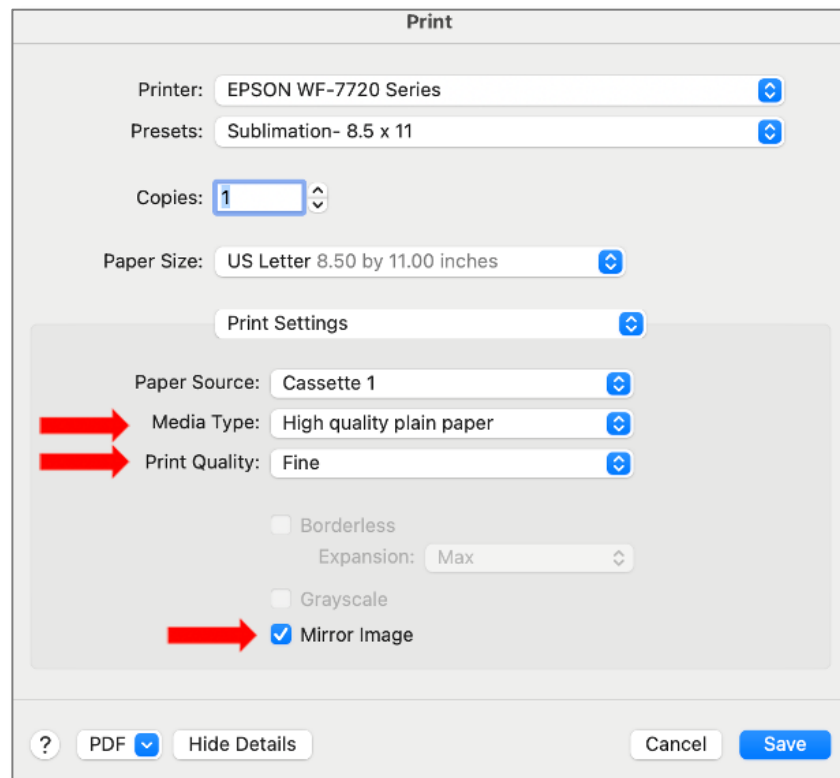 Print
Printer: EPSON WF-7720 Series
Presets: Sublimation- 8.5 x 11
Copies: 1
Paper Size: US Letter 8.50 by 11.00 inches
Print Settings
Paper Source: Cassette 1
Media Type: High quality plain paper
Print Quality: Fine
Borderless
Expansion: Max
Grayscale
Mirror Image
? PDF Hide Details Cancel Save